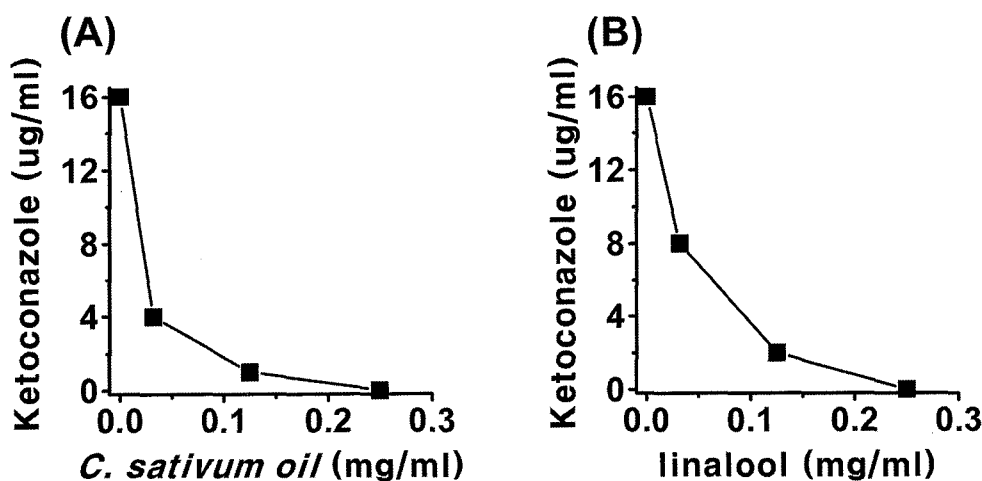 (A)
Ketoconazole (ug/ml)
16
12
8
4
0
0.0 0.1 0.2 0.3
C. sativum oil (mg/ml)
(B)
Ketoconazole (ug/ml)
16
12
8
4
0
0.0 0.1 0.2 0.3
linalool (mg/ml)